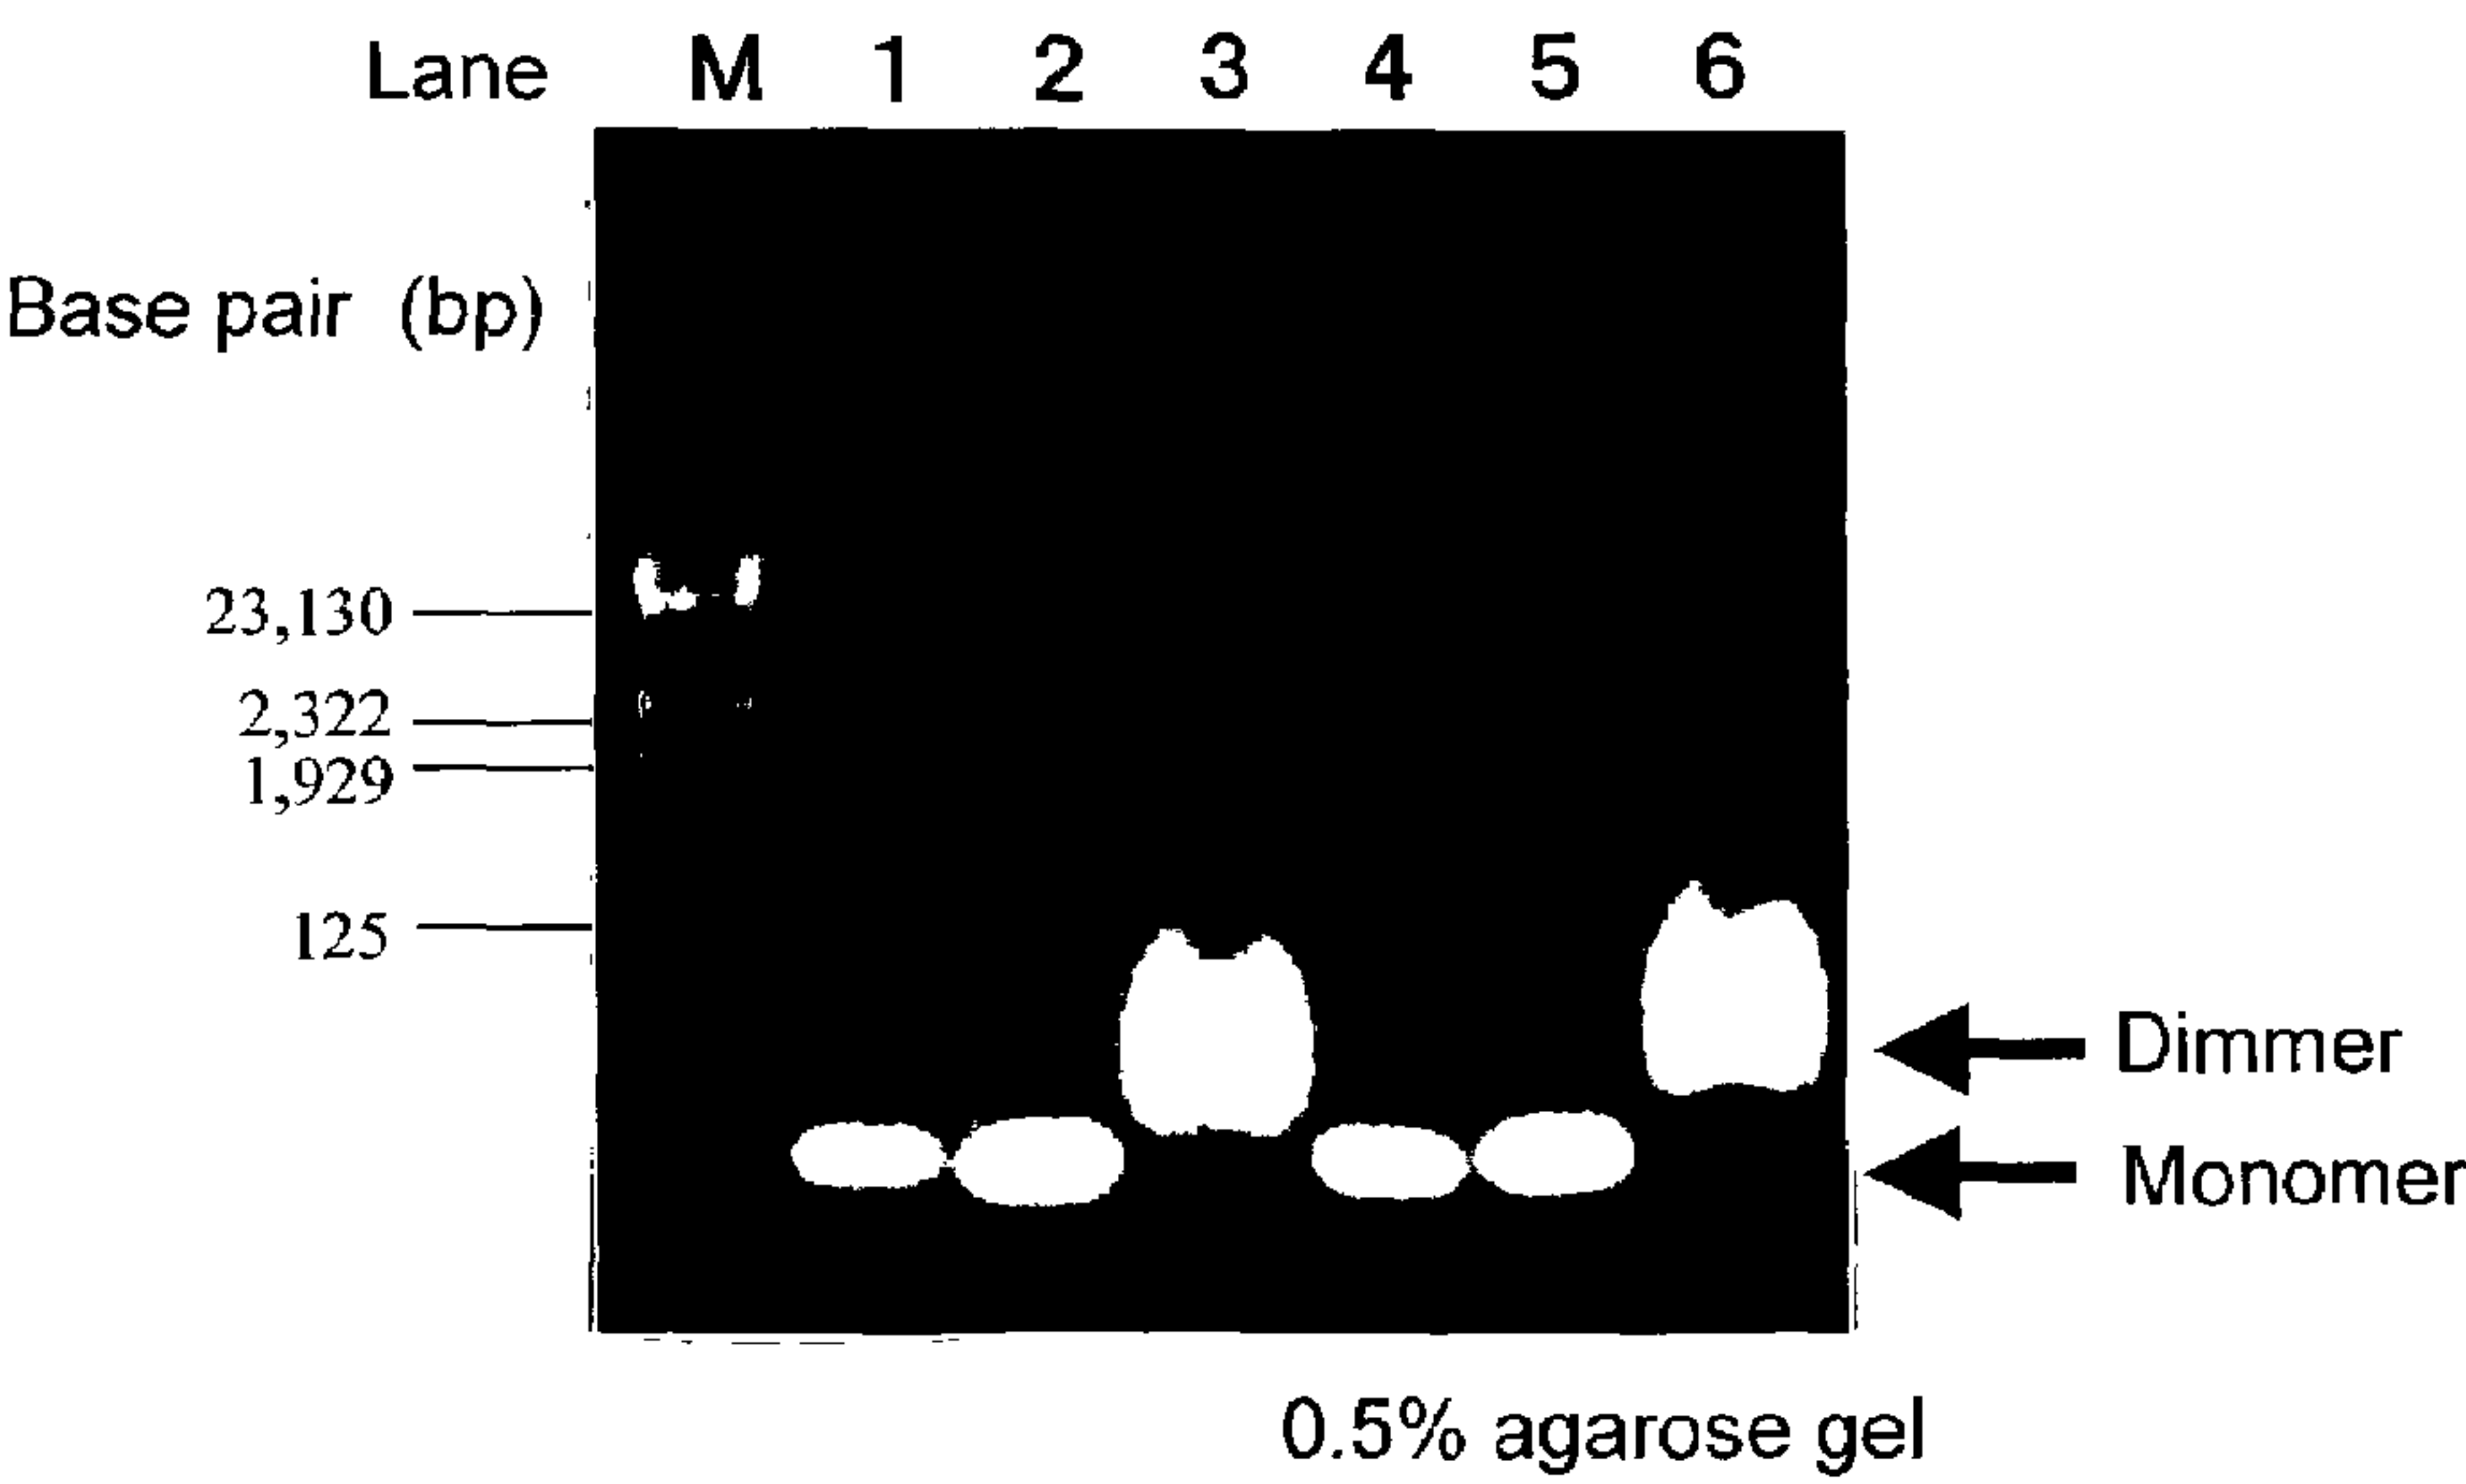 Lane M 1 2 3 4 5 6
Base pair (bp)
23,130
2,322
1,929
125
Dimmer
Monomer
0.5% agarose gel